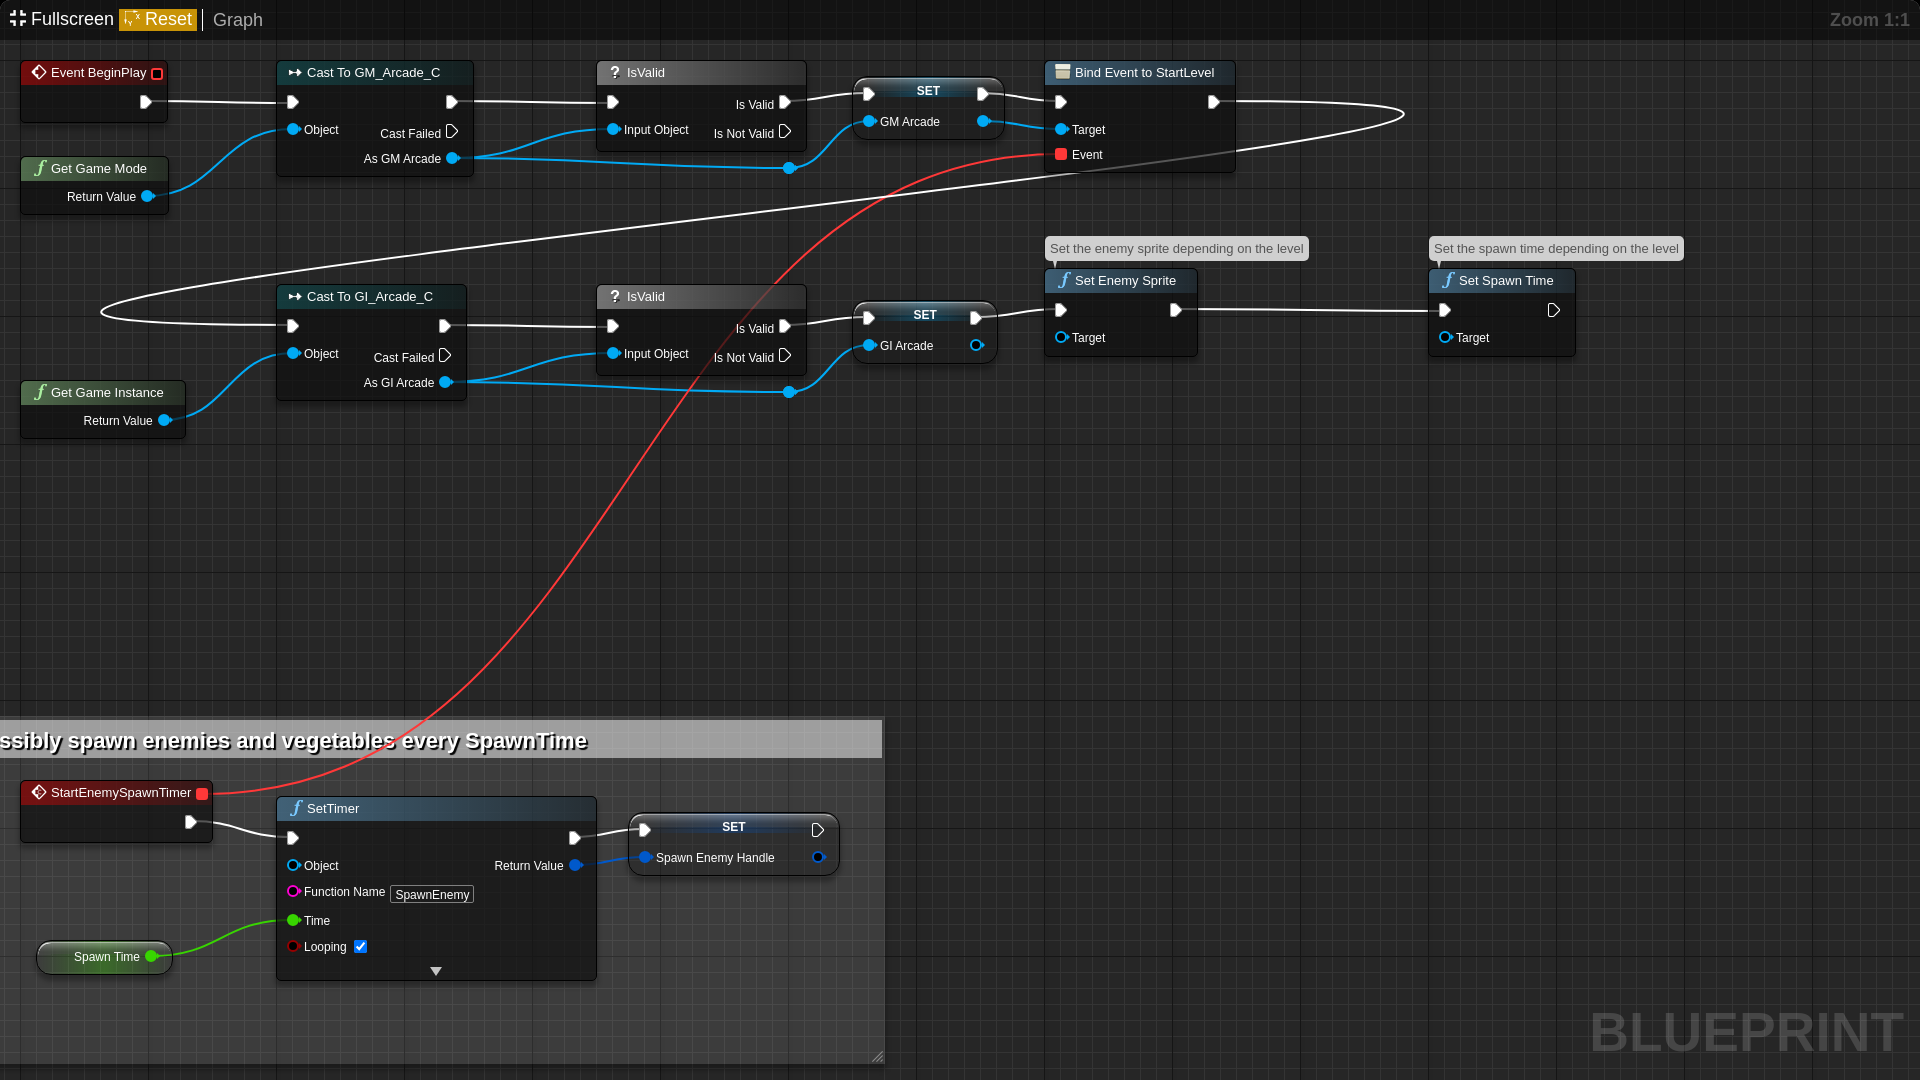 Fullscreen Reset Graph Zoom 1:1
Event BeginPlay
Get Game Mode
Return Value
Cast To GM_Arcade_C
Object
Cast Failed
As GM Arcade
? IsValid
Is Valid
Input Object
Is Not Valid
SET
GM Arcade
Bind Event to StartLevel
Target
Event
Set the enemy sprite depending on the level
Set the spawn time depending on the level
Get Game Instance
Return Value
Cast To GI_Arcade_C
Object
Cast Failed
As GI Arcade
? IsValid
Is Valid
Input Object
Is Not Valid
SET
GI Arcade
f Set Enemy Sprite
Target
f Set Spawn Time
Target
ssibly spawn enemies and vegetables every SpawnTime
StartEnemySpawnTimer
Spawn Time
f SetTimer
Object
Return Value
Function Name SpawnEnemy
Time
Looping
SET
Spawn Enemy Handle
BLUEPRINT